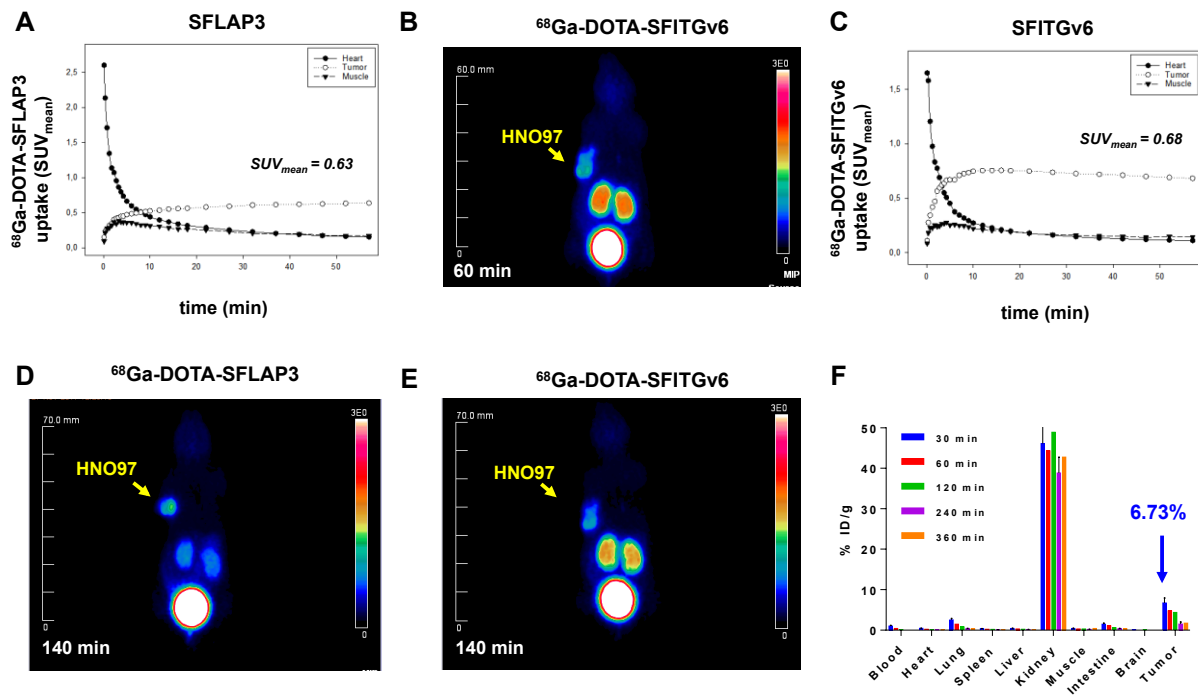 A
SFLAP3
68Ga-DOTA-SFLAP3
uptake (SUVmean)
2,5
2,0
1,5
1,0
0,5
0,0
Heart
Tumor
Muscle
SUVmean = 0.63
0
10
20
30
40
50
time (min)
B
68Ga-DOTA-SFITGv6
60.0 mm
3E0
HNO97
0
0
MIP
60 min
C
SFITGv6
68Ga-DOTA-SFITGv6
uptake (SUVmean)
1,5
1,0
0,5
0,0
Heart
Tumor
Muscle
SUVmean = 0.68
0
10
20
30
40
50
time (min)
D
68Ga-DOTA-SFLAP3
70.0 mm
3E0
HNO97
0
0
140 min
E
68Ga-DOTA-SFITGv6
70.0 mm
3E0
HNO97
0
0
140 min
F
% ID/g
50
40
30
20
10
0
30 min
60 min
120 min
240 min
360 min
6.73%
Blood
Heart
Lung
Spleen
Liver
Kidney
Muscle
Intestine
Brain
Tumor